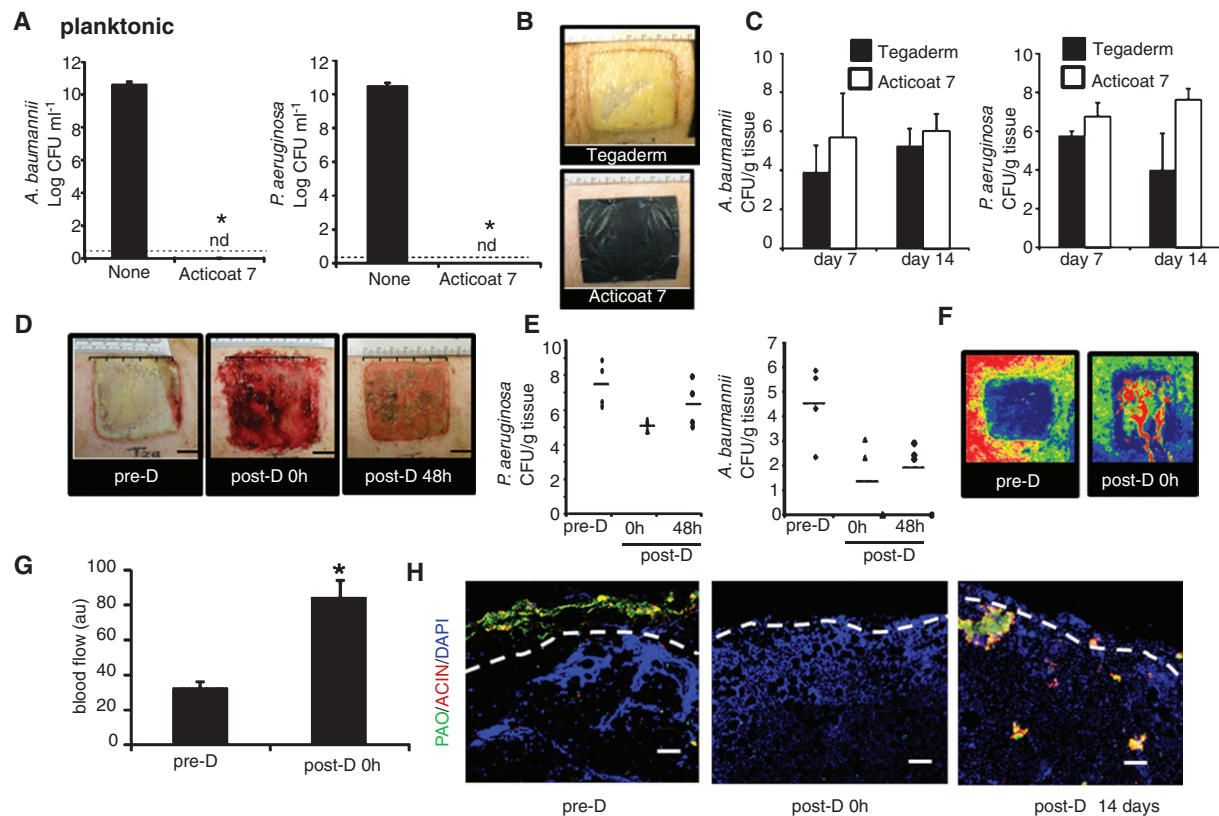 A planktonic
A. baumannii
Log CFU ml-1
12
10
8
6
4
2
0
*
nd
None
Acticoat 7
P. aeruginosa
Log CFU ml-1
12
10
8
6
4
2
0
*
nd
None
Acticoat 7
B
Tegaderm
Acticoat 7
C
Tegaderm
Acticoat 7
A. baumannii
CFU/g tissue
10
8
6
4
2
0
day 7
day 14
Tegaderm
Acticoat 7
P. aeruginosa
CFU/g tissue
10
8
6
4
2
0
day 7
day 14
D
pre-D
post-D 0h
post-D 48h
E
P. aeruginosa
CFU/g tissue
10
8
6
4
2
0
pre-D
0h
48h
post-D
A. baumannii
CFU/g tissue
7
6
5
4
3
2
1
0
pre-D
0h
48h
post-D
F
pre-D
post-D 0h
G
blood flow (au)
100
80
60
40
20
0
*
pre-D
post-D 0h
H
PAO/ACIN/DAPI
pre-D
post-D 0h
post-D 14 days